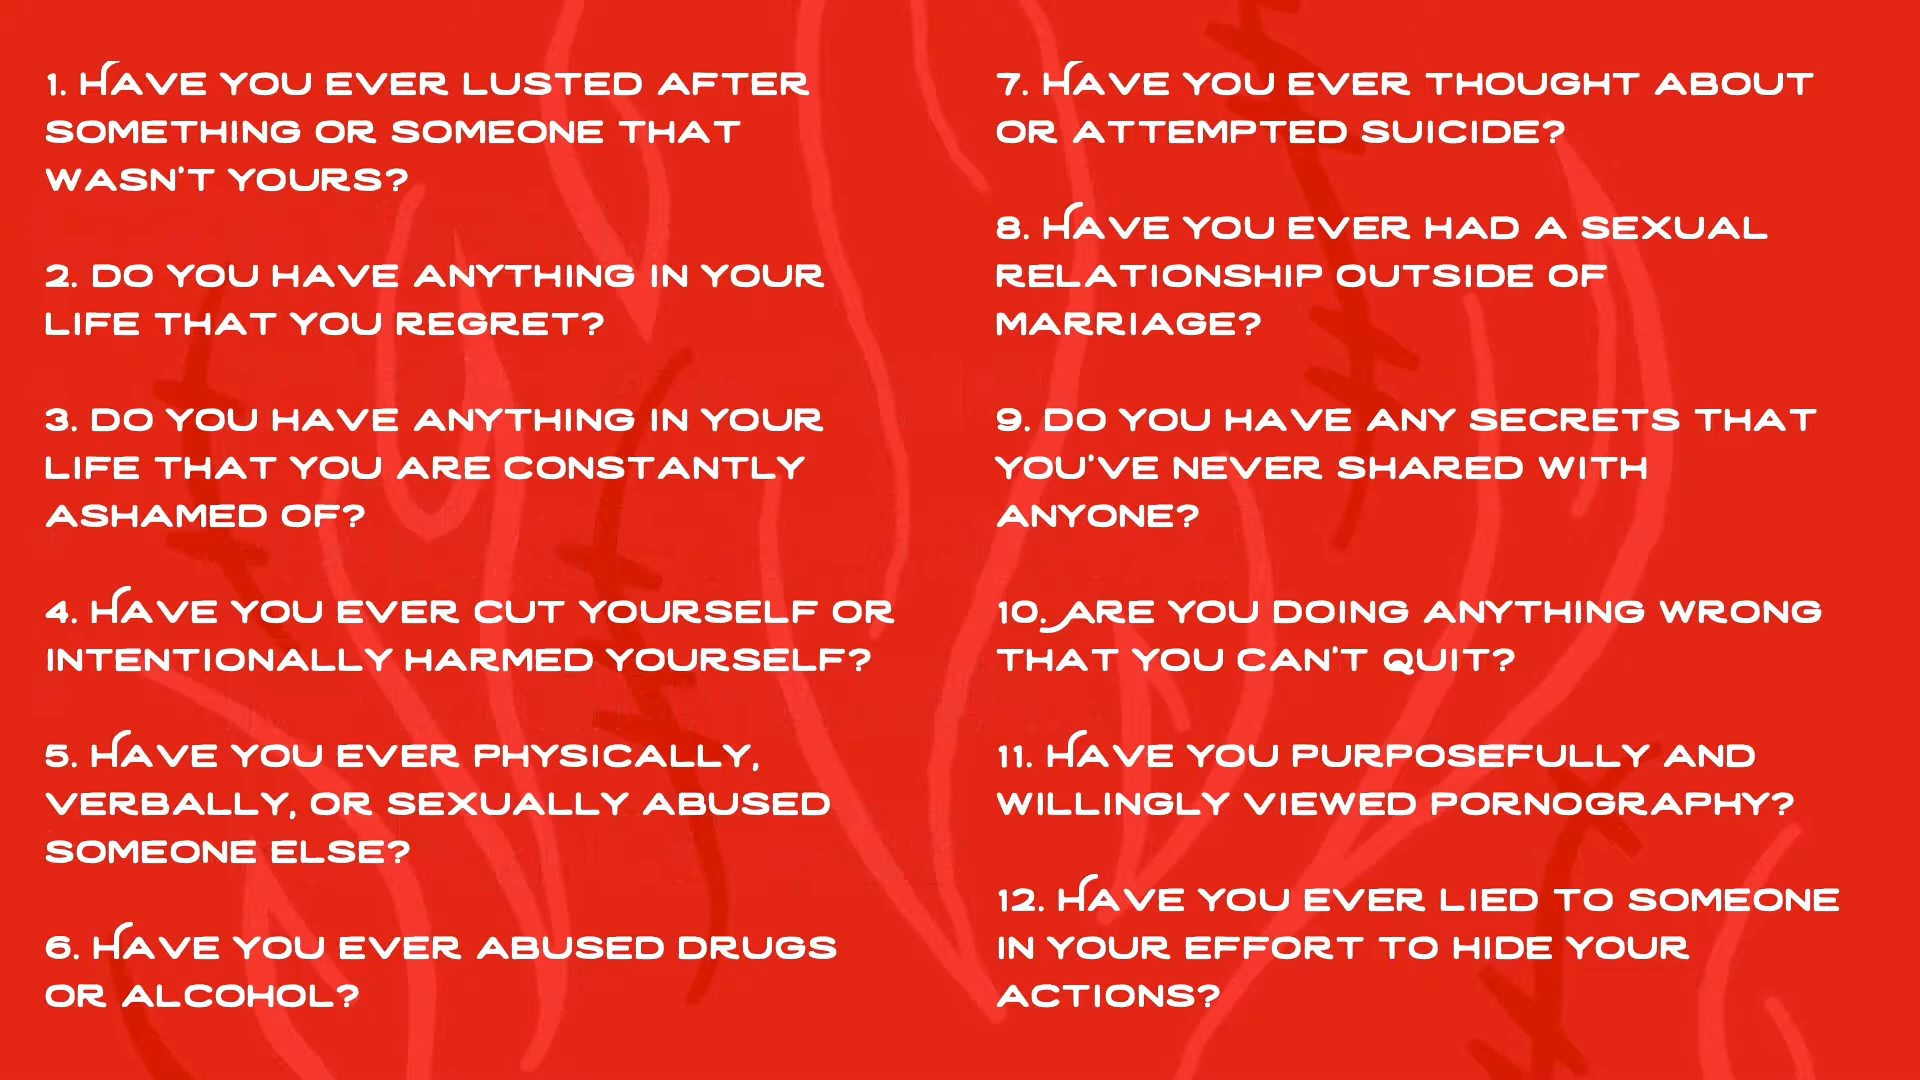 1. HAVE YOU EVER LUSTED AFTER
SOMETHING OR SOMEONE THAT
WASN'T YOURS?
2. DO YOU HAVE ANYTHING IN YOUR
LIFE THAT YOU REGRET?
3. DO YOU HAVE ANYTHING IN YOUR
LIFE THAT YOU ARE CONSTANTLY
ASHAMED OF?
4. HAVE YOU EVER CUT YOURSELF OR
INTENTIONALLY HARMED YOURSELF?
5. HAVE YOU EVER PHYSICALLY,
VERBALLY, OR SEXUALLY ABUSED
SOMEONE ELSE?
6. HAVE YOU EVER ABUSED DRUGS
OR ALCOHOL?
7. HAVE YOU EVER THOUGHT ABOUT
OR ATTEMPTED SUICIDE?
8. HAVE YOU EVER HAD A SEXUAL
RELATIONSHIP OUTSIDE OF
MARRIAGE?
9. DO YOU HAVE ANY SECRETS THAT
YOU'VE NEVER SHARED WITH
ANYONE?
10. ARE YOU DOING ANYTHING WRONG
THAT YOU CAN'T QUIT?
11. HAVE YOU PURPOSEFULLY AND
WILLINGLY VIEWED PORNOGRAPHY?
12. HAVE YOU EVER LIED TO SOMEONE
IN YOUR EFFORT TO HIDE YOUR
ACTIONS?